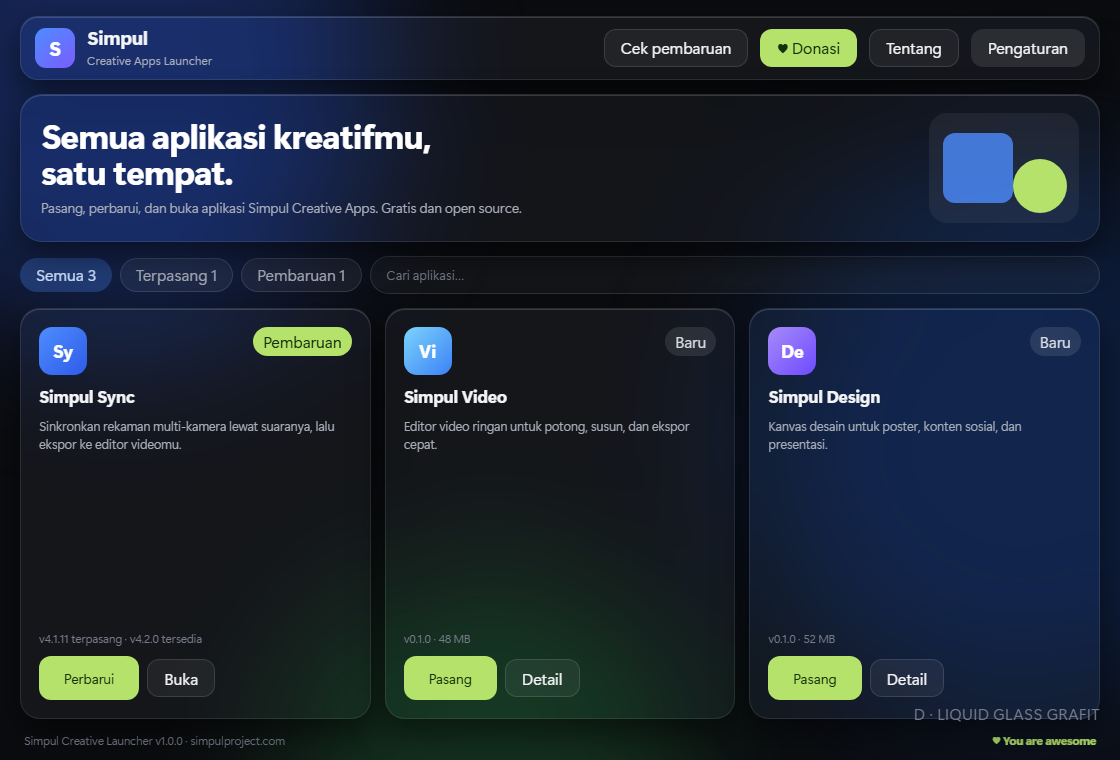 S
Simpul
Creative Apps Launcher
Cek pembaruan
♥ Donasi
Tentang
Pengaturan
Semua aplikasi kreatifmu,
satu tempat.
Pasang, perbarui, dan buka aplikasi Simpul Creative Apps. Gratis dan open source.
Semua 3
Terpasang 1
Pembaruan 1
Cari aplikasi...
Sy
Pembaruan
Simpul Sync
Sinkronkan rekaman multi-kamera lewat suaranya, lalu
ekspor ke editor videomu.
v4.1.11 terpasang · v4.2.0 tersedia
Perbarui
Buka
Vi
Baru
Simpul Video
Editor video ringan untuk potong, susun, dan ekspor
cepat.
v0.1.0 · 48 MB
Pasang
Detail
De
Baru
Simpul Design
Kanvas desain untuk poster, konten sosial, dan
presentasi.
v0.1.0 · 52 MB
Pasang
Detail
D · LIQUID GLASS GRAFIT
Simpul Creative Launcher v1.0.0 · simpulproject.com
♥ You are awesome